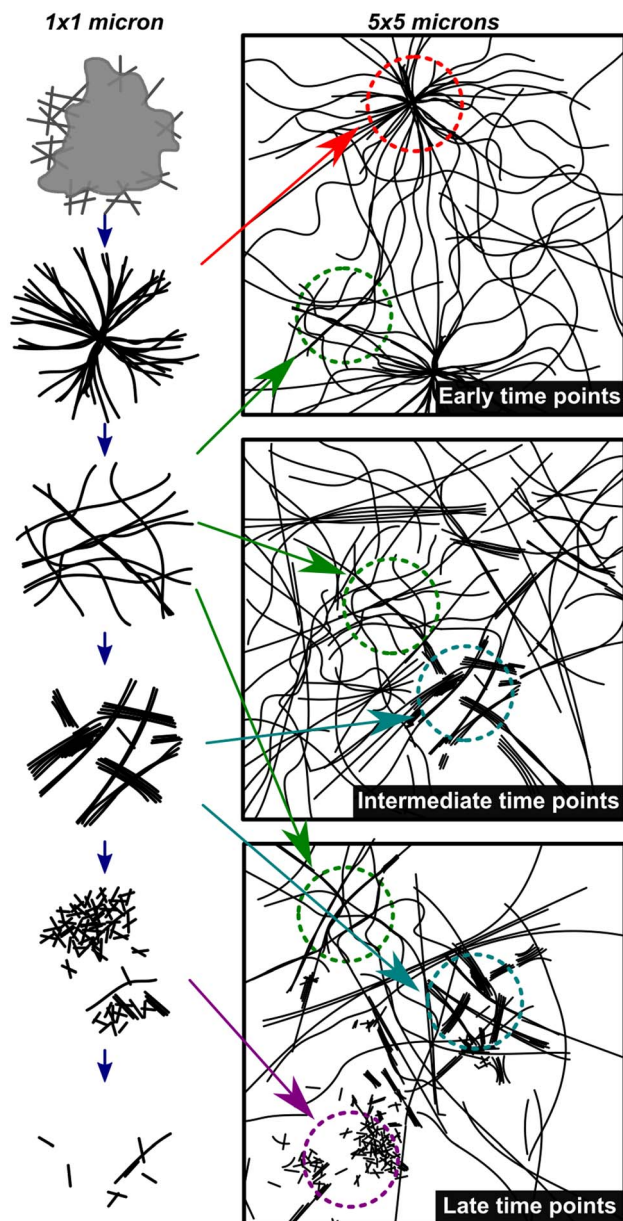 1x1 micron
5x5 microns
Early time points
Intermediate time points
Late time points